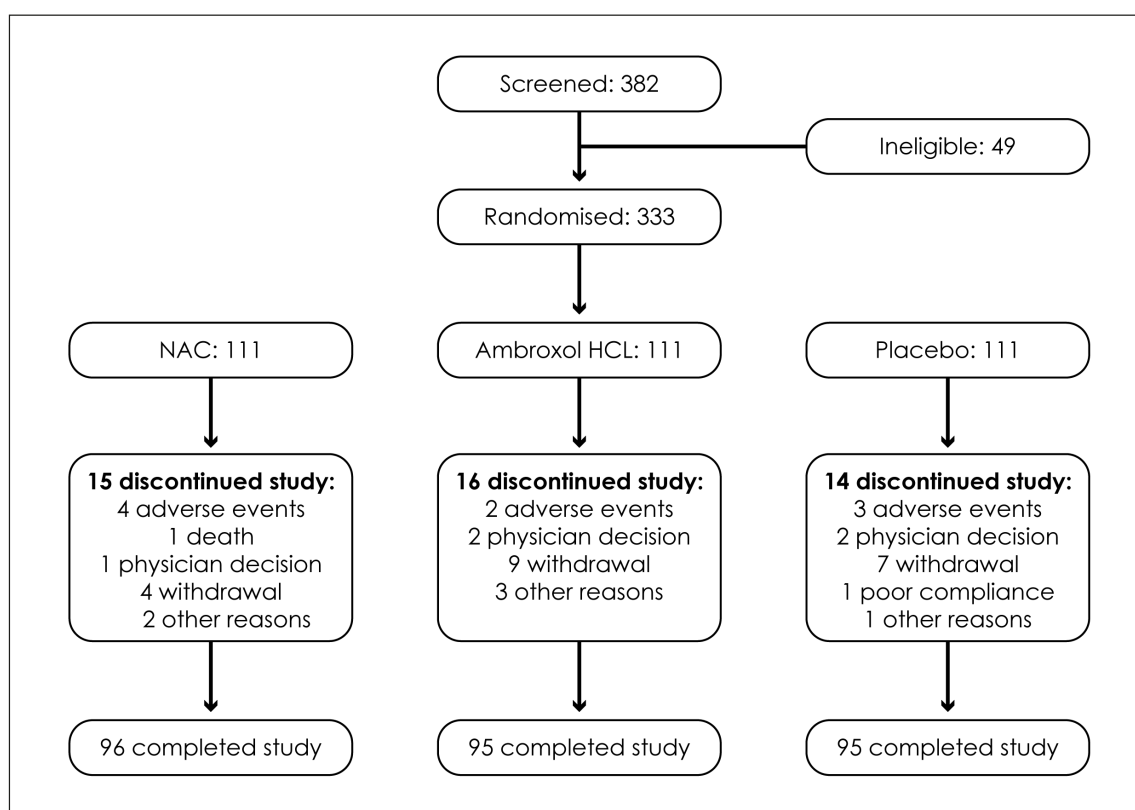 Screened: 382
Ineligible: 49
Randomised: 333
NAC: 111
Ambroxol HCL: 111
Placebo: 111
15 discontinued study:
4 adverse events
1 death
1 physician decision
4 withdrawal
2 other reasons
16 discontinued study:
2 adverse events
2 physician decision
9 withdrawal
3 other reasons
14 discontinued study:
3 adverse events
2 physician decision
7 withdrawal
1 poor compliance
1 other reasons
96 completed study
95 completed study
95 completed study